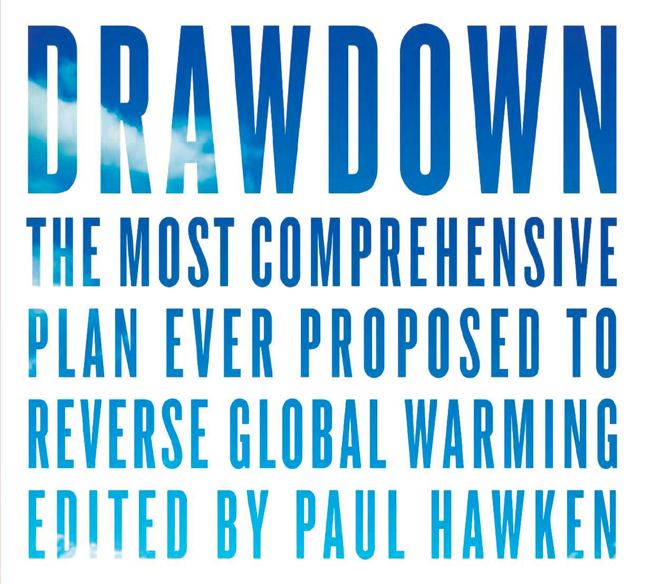 DRAWDOWN
THE MOST COMPREHENSIVE
PLAN EVER PROPOSED TO
REVERSE GLOBAL WARMING
EDITED BY PAUL HAWKEN